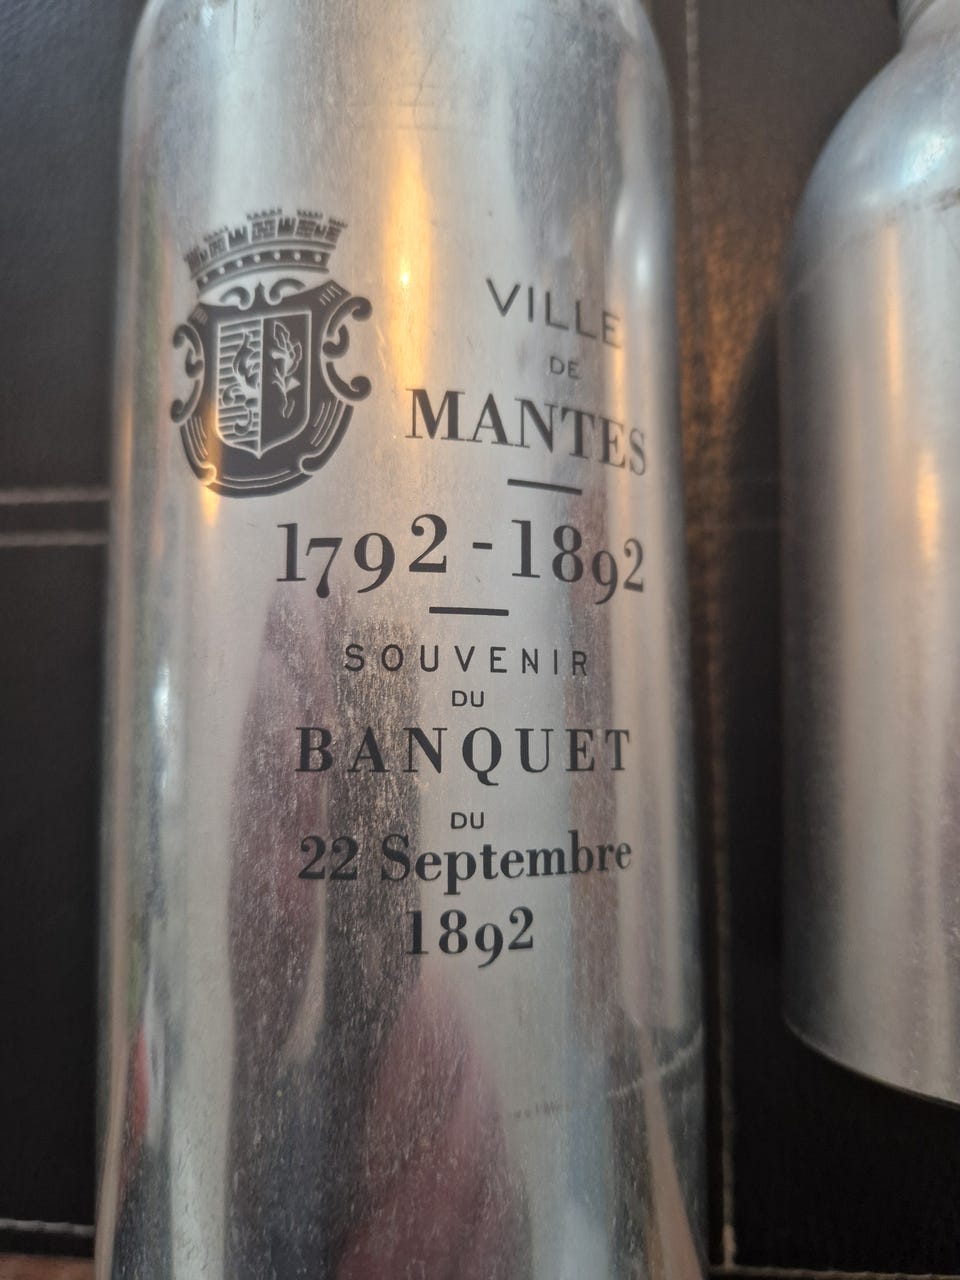 VILLE
DE
MANTES
1792-1892
SOUVENIR
DU
BANQUET
DU
22 Septembre
1892